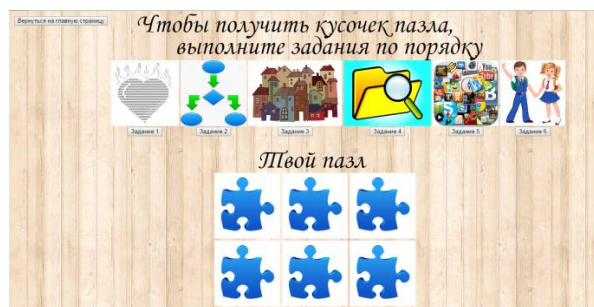 Вернуться на главную страницу
Чтобы получить кусочек пазла,
выполните задания по порядку
Задание 1
Задание 2
Задание 3
Задание 4
Задание 5
Задание 6
Твой пазл